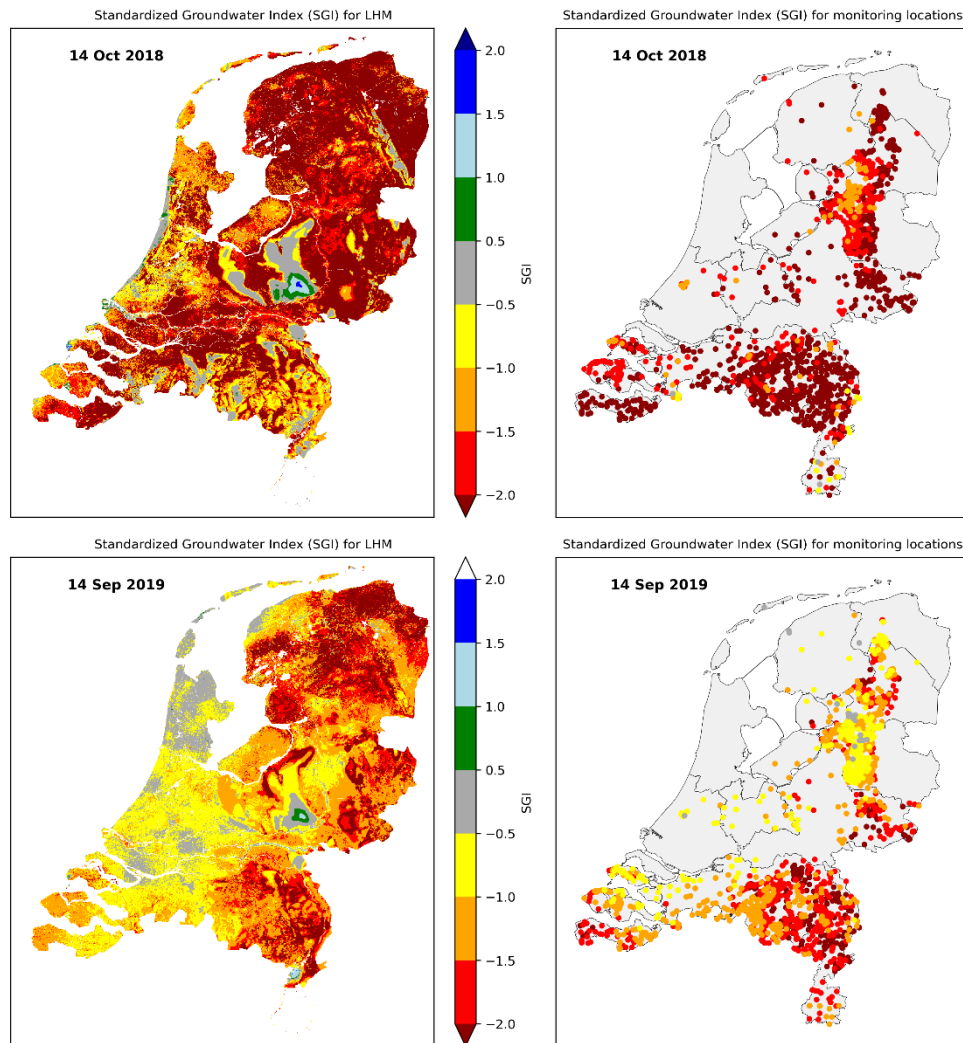 Standardized Groundwater Index (SGI) for LHM
Standardized Groundwater Index (SGI) for monitoring locations
14 Oct 2018
2.0
1.5
1.0
0.5
−0.5
−1.0
−1.5
−2.0
SGI
14 Oct 2018
Standardized Groundwater Index (SGI) for LHM
Standardized Groundwater Index (SGI) for monitoring locations
14 Sep 2019
2.0
1.5
1.0
0.5
−0.5
−1.0
−1.5
−2.0
SGI
14 Sep 2019